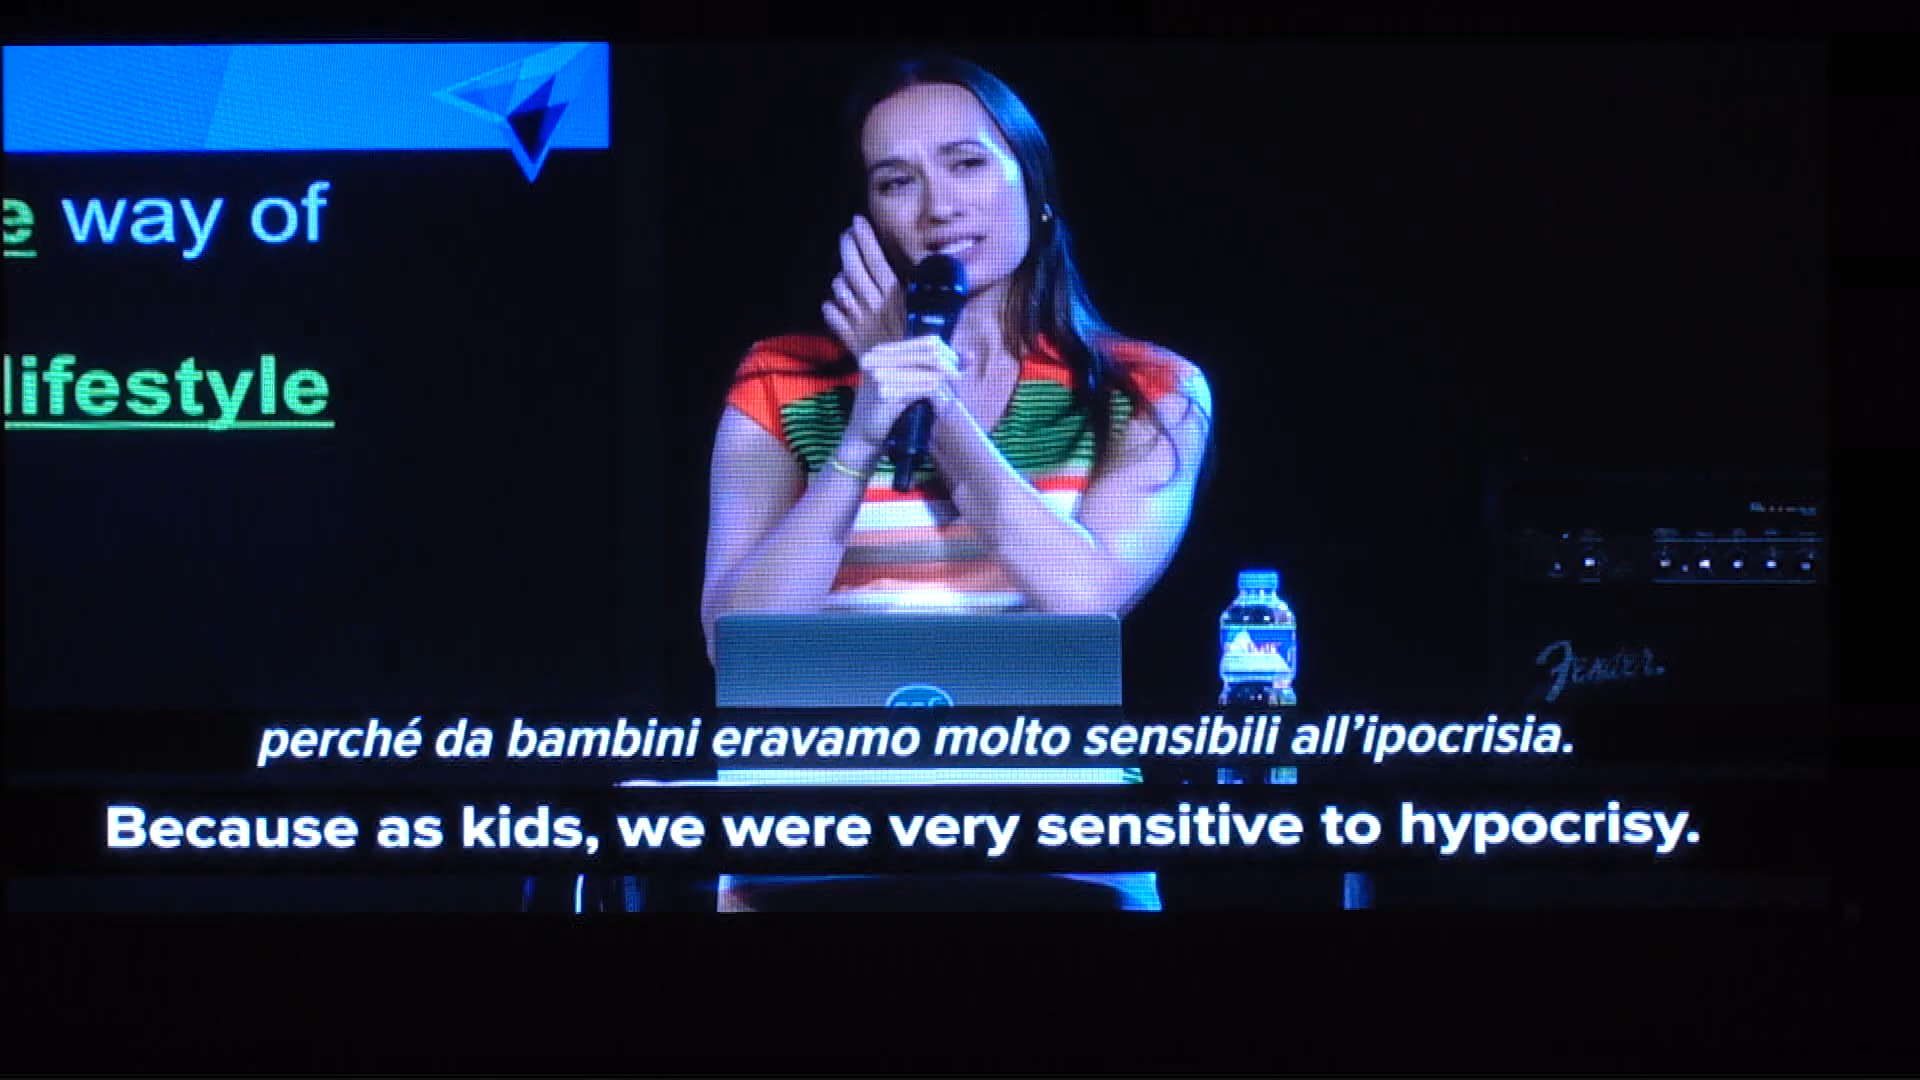 way of
lifestyle
Fender.
perché da bambini eravamo molto sensibili all'ipocrisia.
Because as kids, we were very sensitive to hypocrisy.